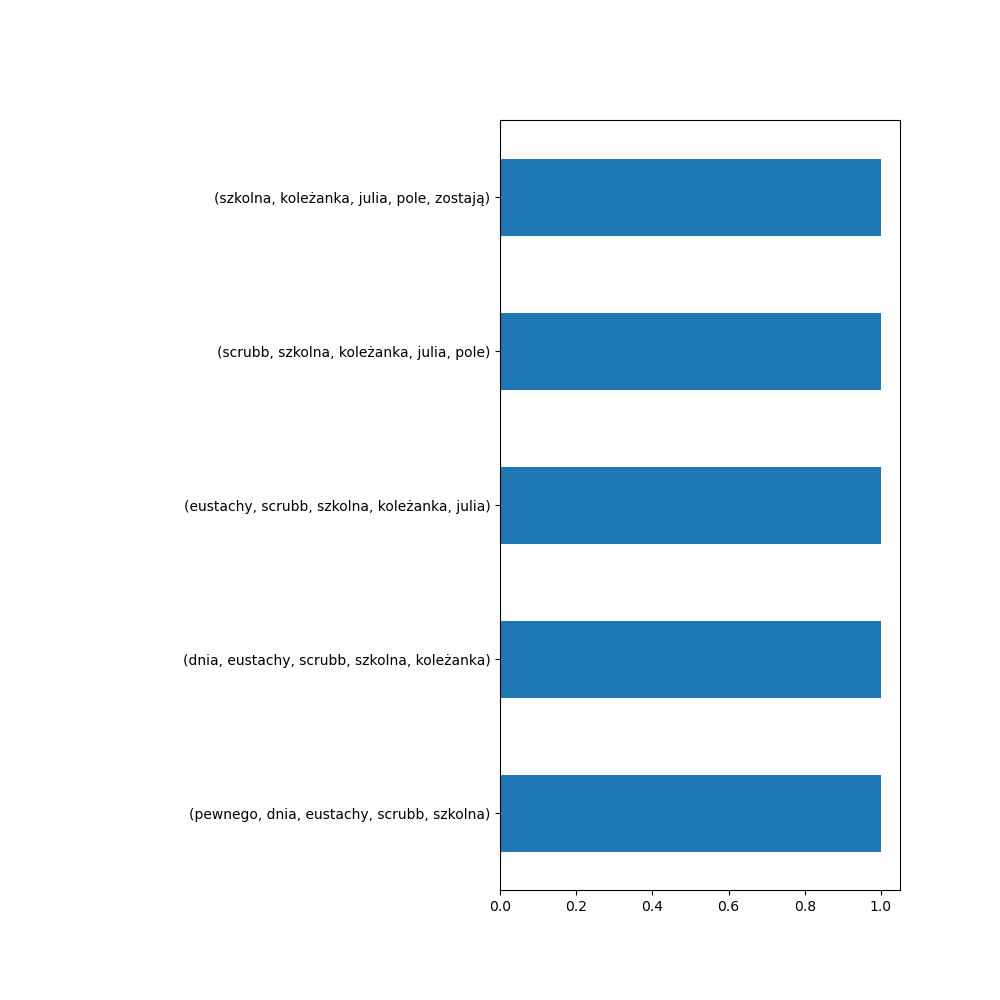 (szkolna, koleżanka, julia, pole, zostają)
(scrubb, szkolna, koleżanka, julia, pole)
(eustachy, scrubb, szkolna, koleżanka, julia)
(dnia, eustachy, scrubb, szkolna, koleżanka)
(pewnego, dnia, eustachy, scrubb, szkolna)
0.0 0.2 0.4 0.6 0.8 1.0